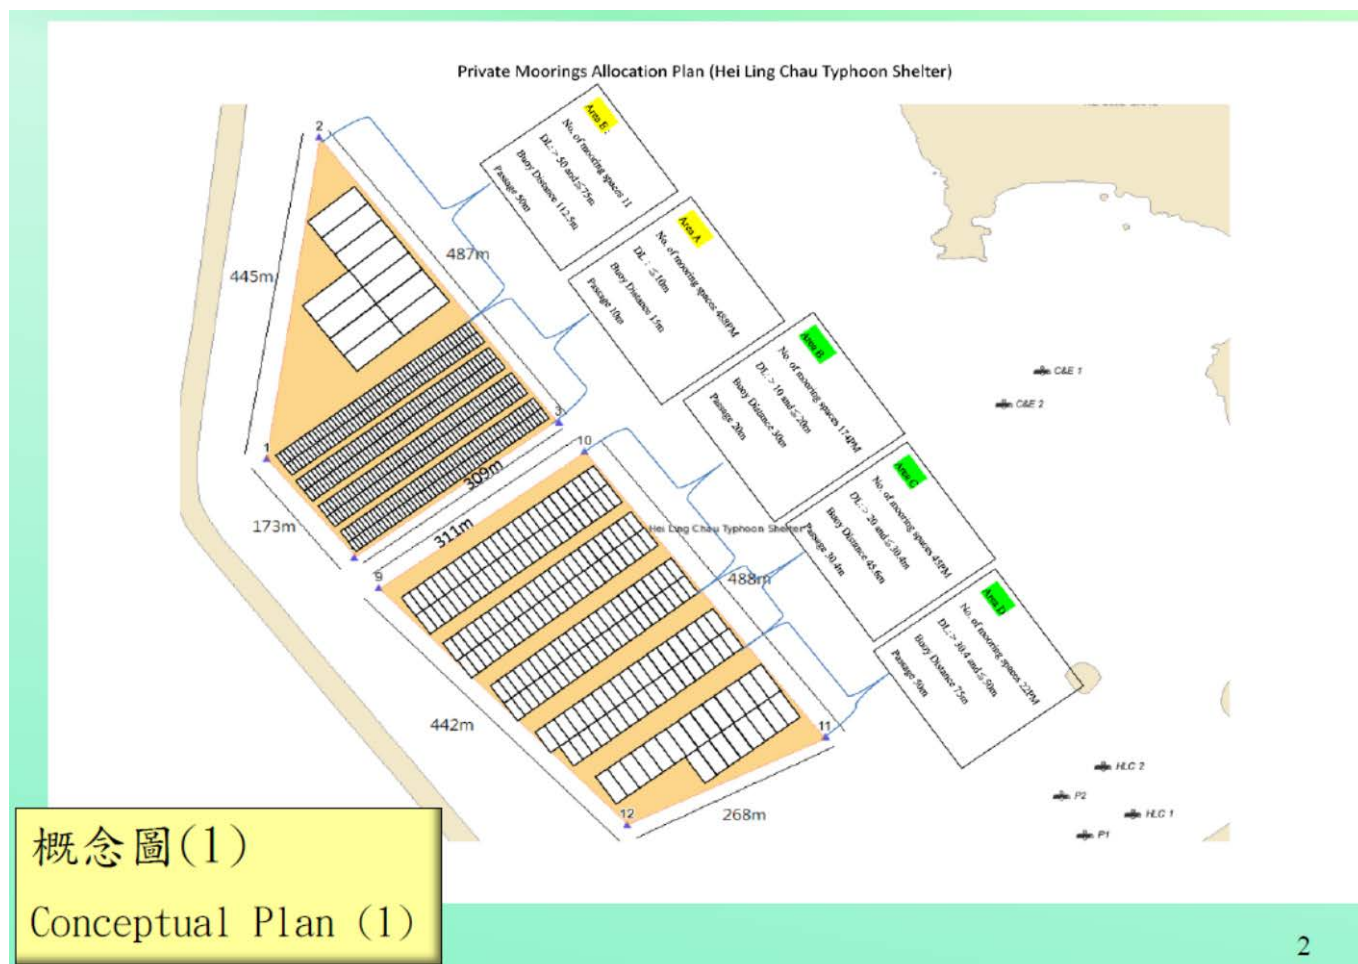 Private Moorings Allocation Plan (Hei Ling Chau Typhoon Shelter)
Area E :
No. of mooring spaces 11
DL: > 50 and ≦ 75m
Buoy Distance 112.5m
Passage 50m
Area A
No. of mooring spaces 488PM
DL : ≦ 10m
Buoy Distance 15m
Passage 10m
Area B
No. of mooring spaces 174PM
DL: > 10 and ≦ 20m
Buoy Distance 30m
Passage 20m
Area C
No. of mooring spaces 45PM
DL: > 20 and ≦ 30.4m
Buoy Distance 45.6m
Passage 30.4m
Area D
No. of mooring spaces 22PM
DL: > 30.4 and ≦ 50m
Buoy Distance 75m
Passage 50m
2
487m
445m
3
1
10
309m
173m
311m
Hei Ling Chau Typhoon Shelter
9
488m
442m
11
12
268m
C&E 1
C&E 2
HLC 2
P2
HLC 1
P1
概念圖(1)
Conceptual Plan (1)
2